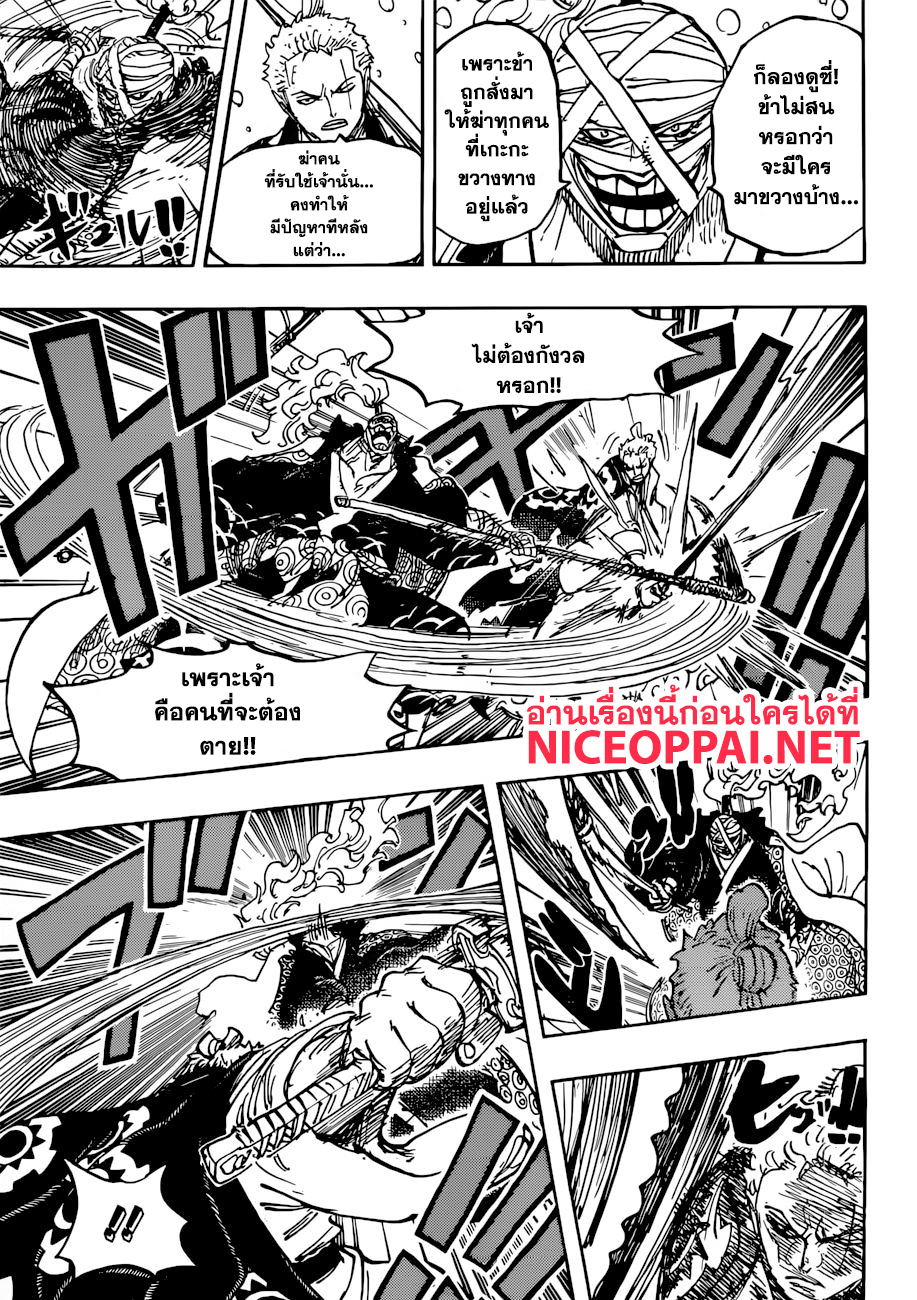 ก็ลองดูซี่!
ข้าไม่สน
หรอกว่า
จะมีใคร
มาขวางบ้าง...
เพราะข้า
ถูกสั่งมา
ให้ฆ่าทุกคน
ที่เกะกะ
ขวางทาง
อยู่แล้ว
ฆ่าคน
ที่รับใช้เจ้านั่น...
คงทำให้
มีปัญหาทีหลัง
แต่ว่า...
ギュル!!
เจ้า
ไม่ต้องกังวล
หรอก!!
เพราะเจ้า
คือคนที่จะต้อง
ตาย!!
อ่านเรื่องนี้ก่อนใครได้ที่
NICEOPPAI.NET
!!